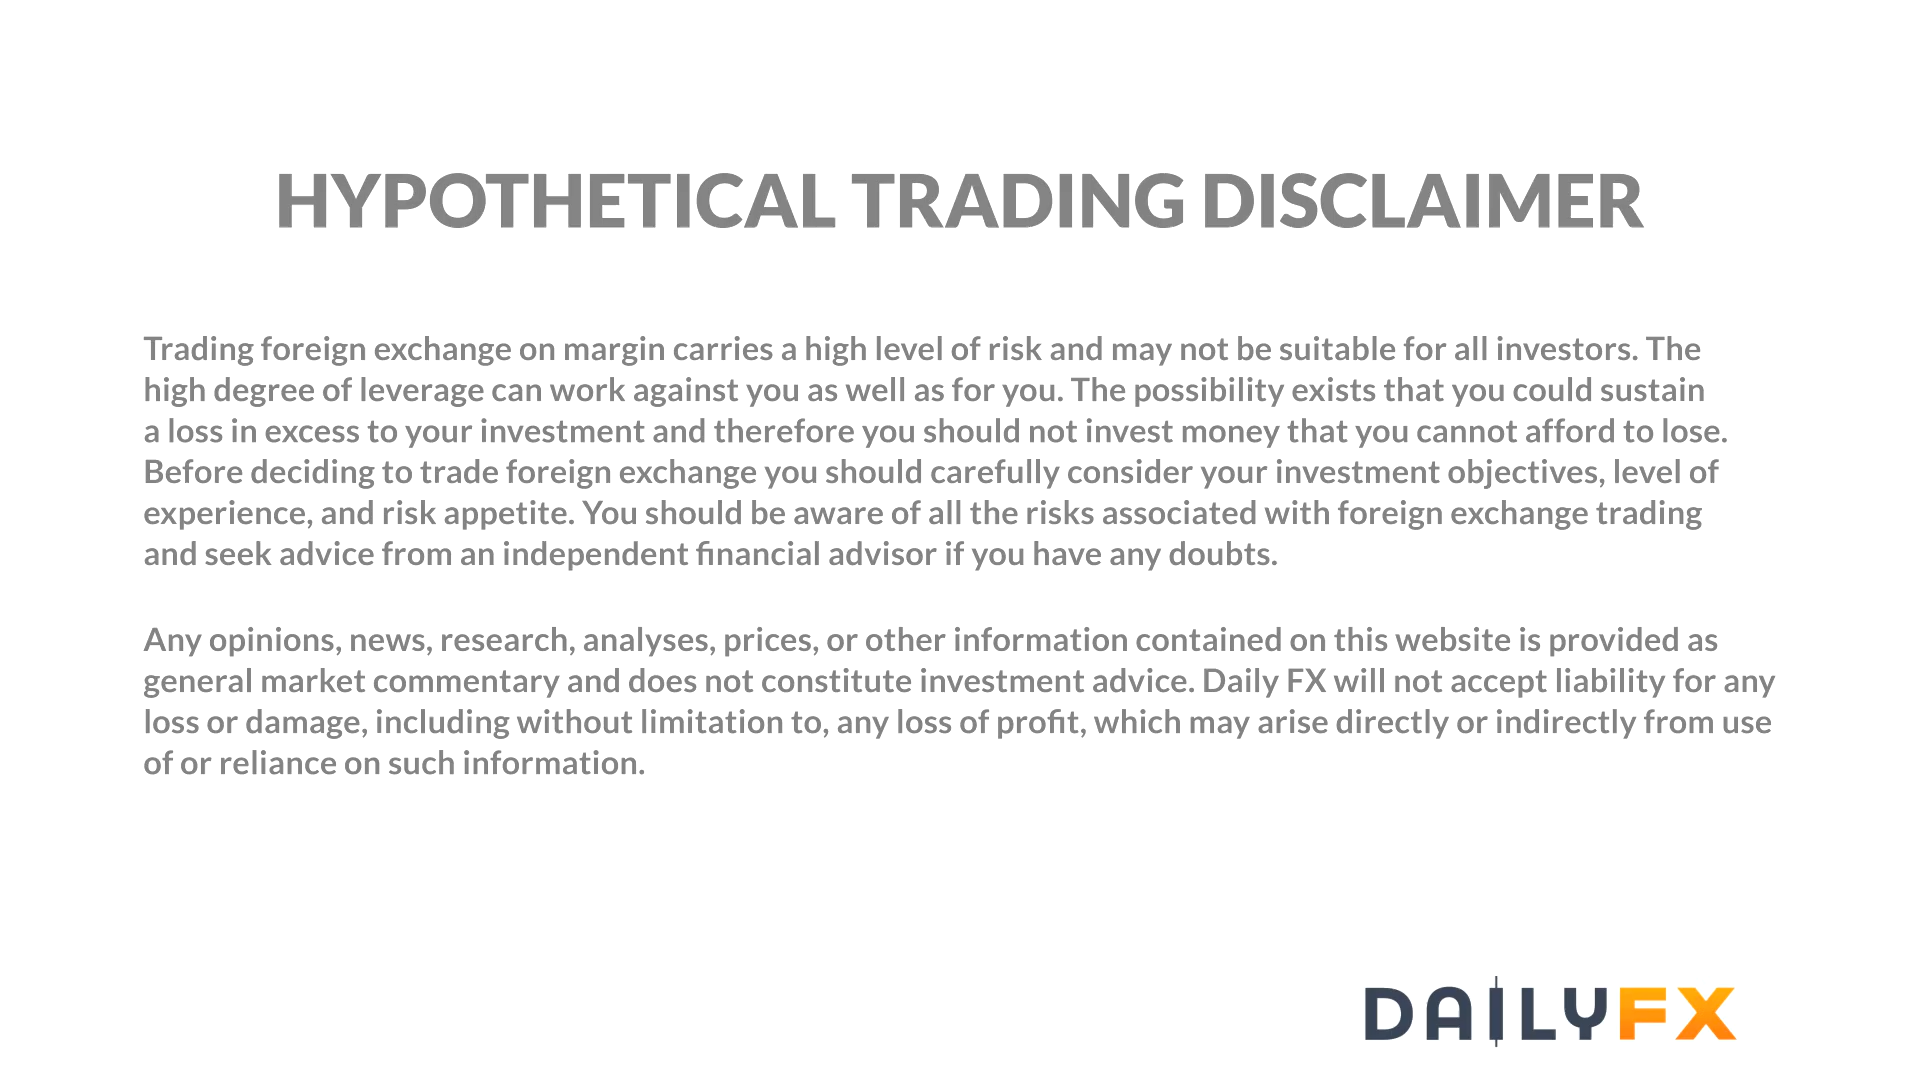 HYPOTHETICAL TRADING DISCLAIMER
Trading foreign exchange on margin carries a high level of risk and may not be suitable for all investors. The
high degree of leverage can work against you as well as for you. The possibility exists that you could sustain
a loss in excess to your investment and therefore you should not invest money that you cannot afford to lose.
Before deciding to trade foreign exchange you should carefully consider your investment objectives, level of
experience, and risk appetite. You should be aware of all the risks associated with foreign exchange trading
and seek advice from an independent financial advisor if you have any doubts.
Any opinions, news, research, analyses, prices, or other information contained on this website is provided as
general market commentary and does not constitute investment advice. Daily FX will not accept liability for any
loss or damage, including without limitation to, any loss of profit, which may arise directly or indirectly from use
of or reliance on such information.
DAILYFX